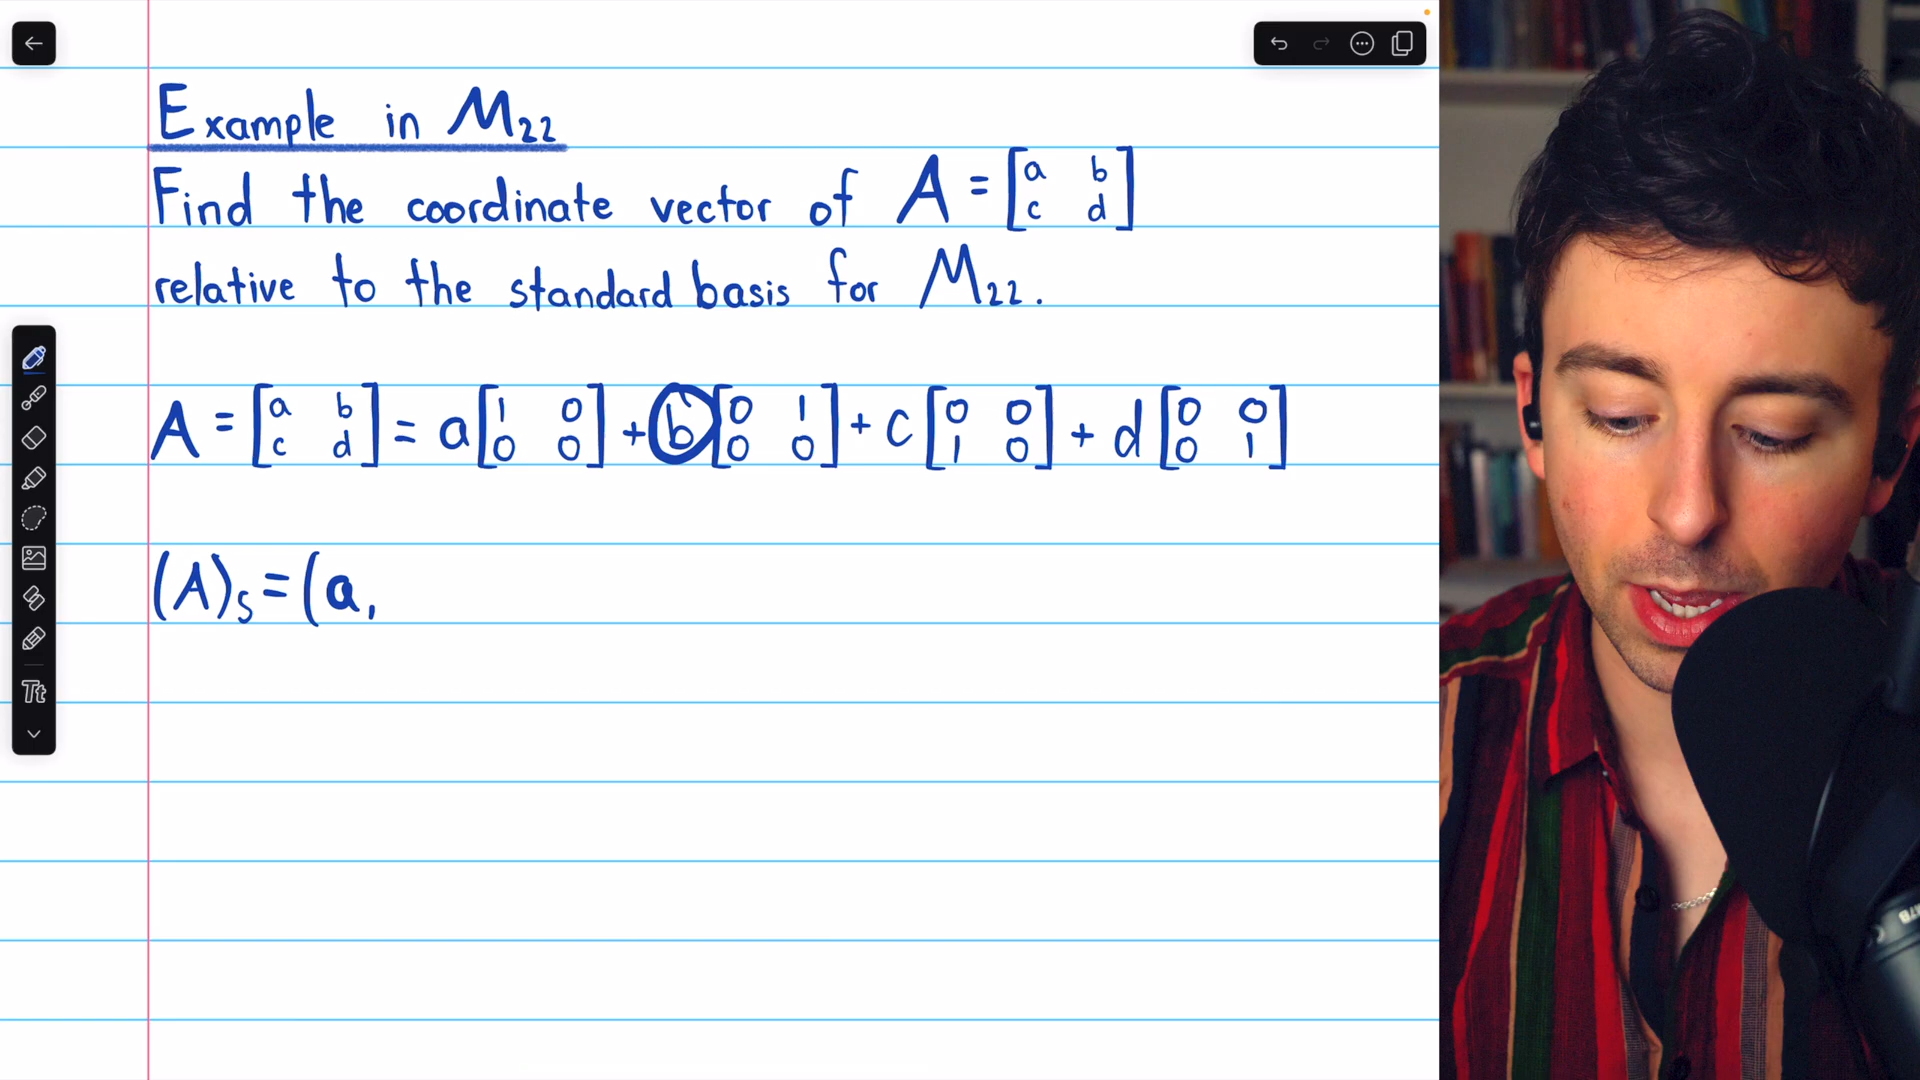 Example in M₂₂
Find the coordinate vector of A = [a b; c d]
relative to the standard basis for M₂₂.
A = [a b; c d] = a[1 0; 0 0] + b[0 1; 0 0] + c[0 0; 1 0] + d[0 0; 0 1]
(A)ₛ = (a,
Tt